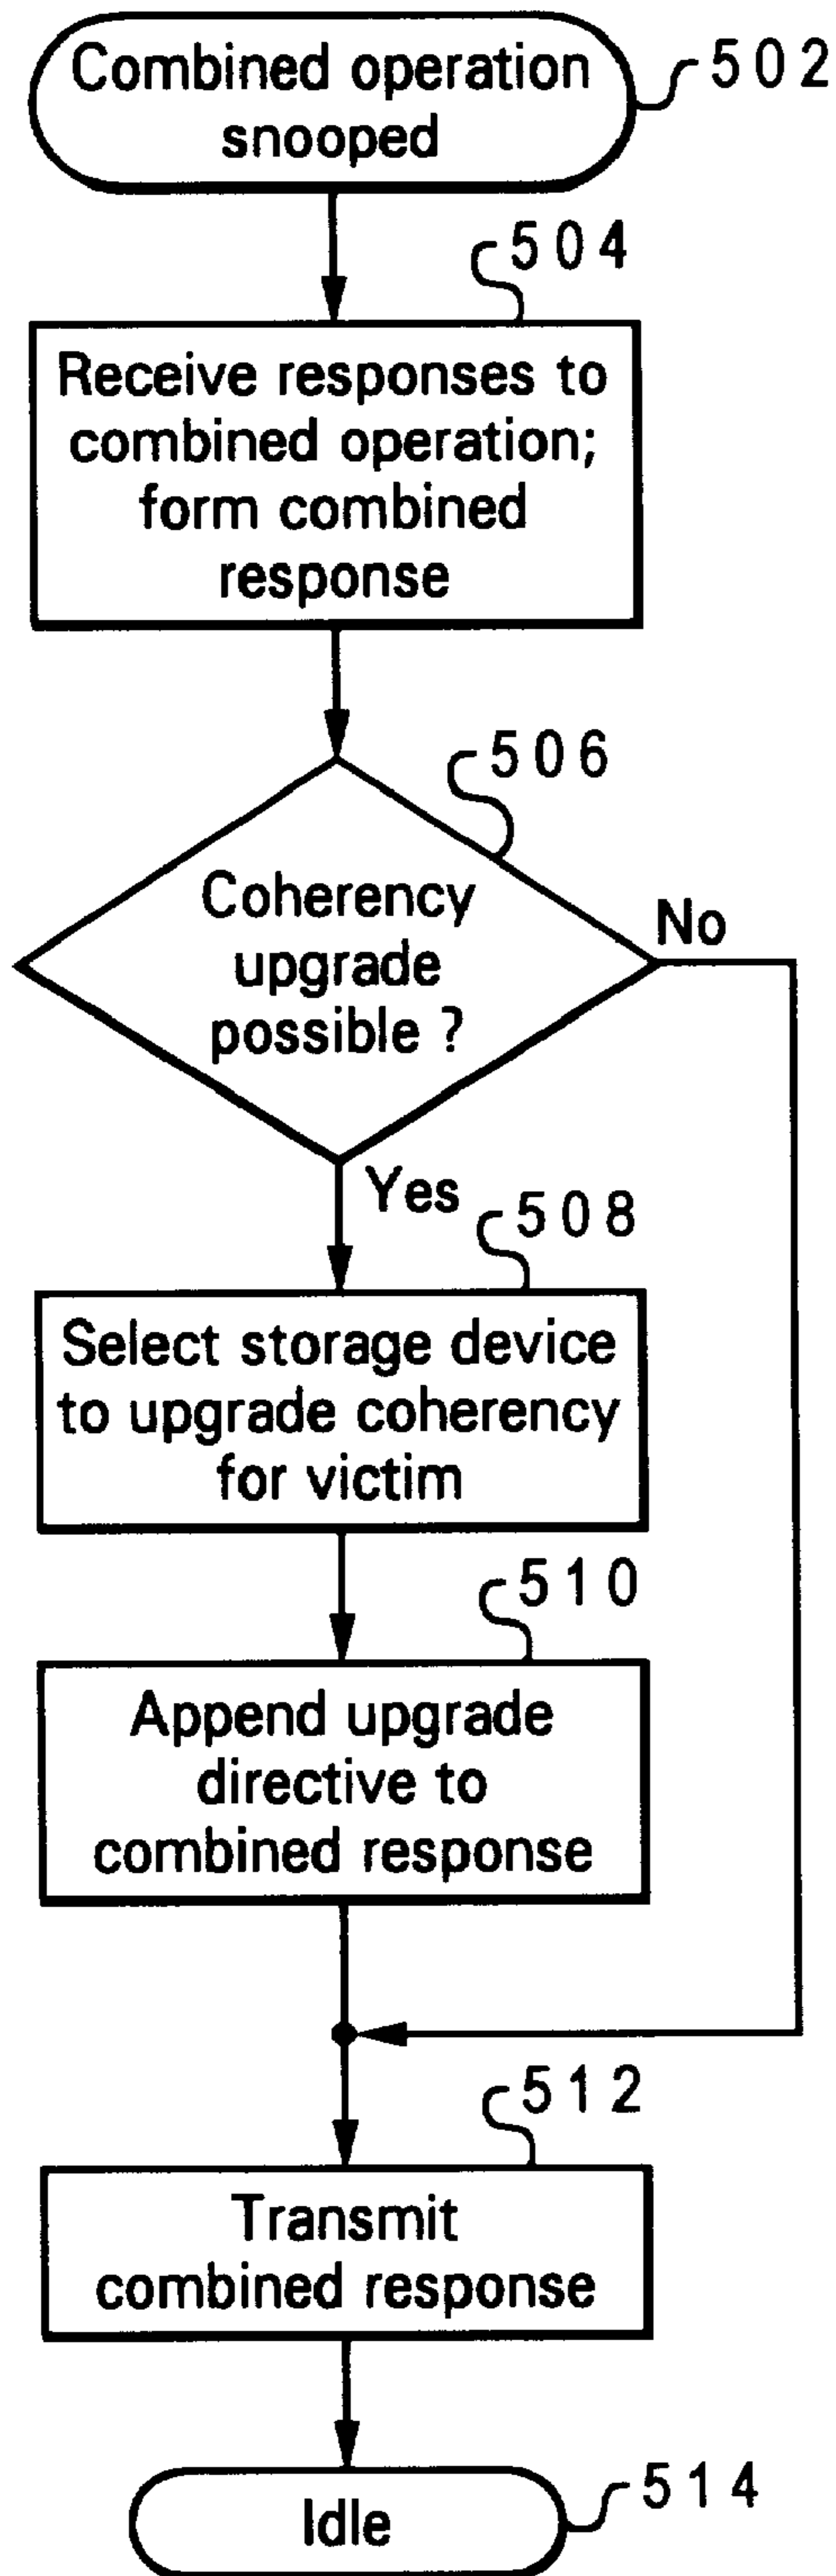 Combined operation
snooped
502
504
Receive responses to
combined operation;
form combined
response
506
Coherency
upgrade
possible ?
No
Yes
508
Select storage device
to upgrade coherency
for victim
510
Append upgrade
directive to
combined response
512
Transmit
combined response
Idle
514